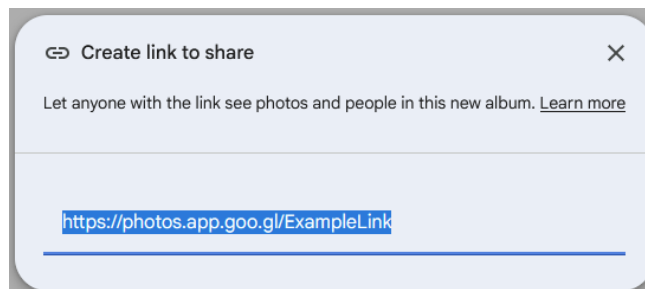 Create link to share
Let anyone with the link see photos and people in this new album. Learn more
https://photos.app.goo.gl/ExampleLink